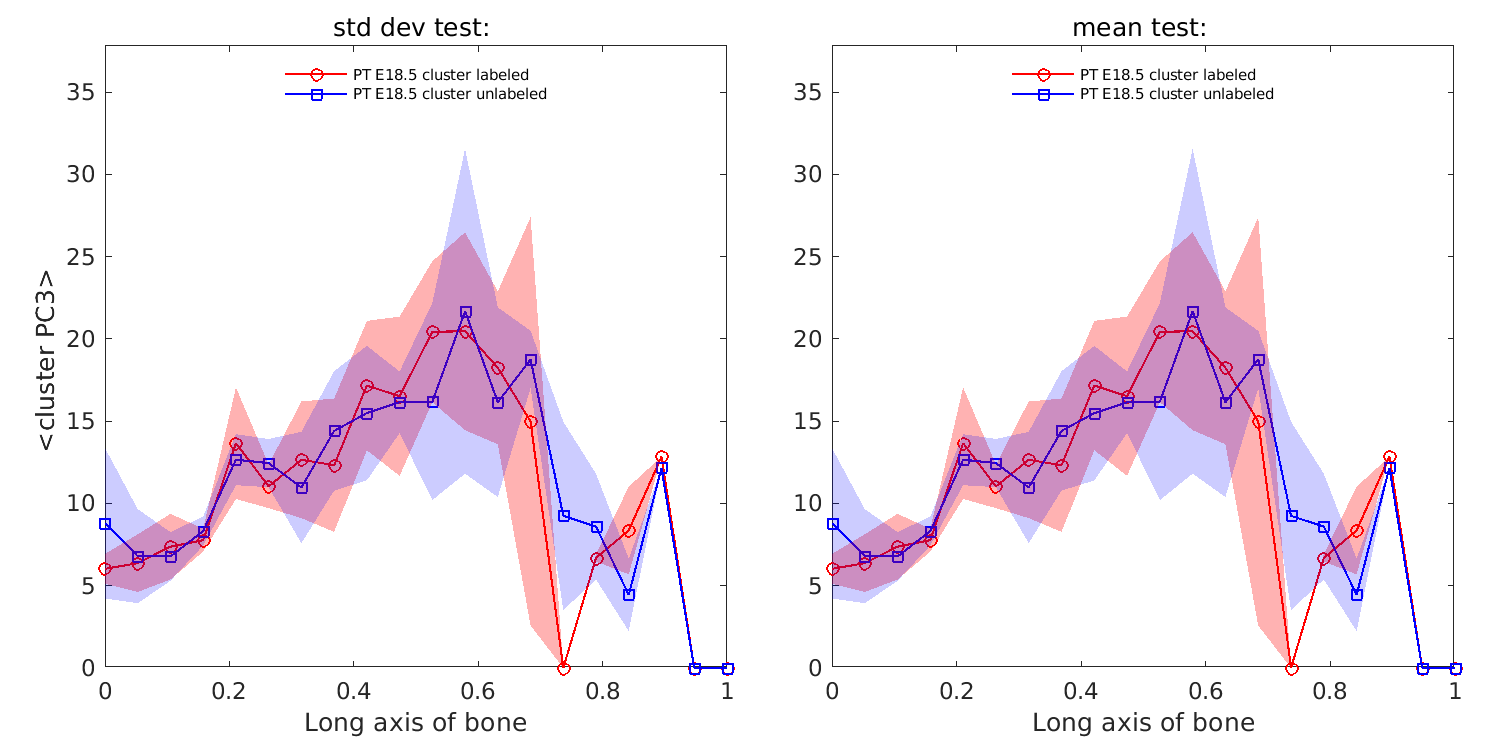 std dev test:
PT E18.5 cluster labeled
PT E18.5 cluster unlabeled
35
30
25
20
15
10
5
0
<cluster PC3>
0 0.2 0.4 0.6 0.8 1
Long axis of bone
mean test:
PT E18.5 cluster labeled
PT E18.5 cluster unlabeled
35
30
25
20
15
10
5
0
0 0.2 0.4 0.6 0.8 1
Long axis of bone